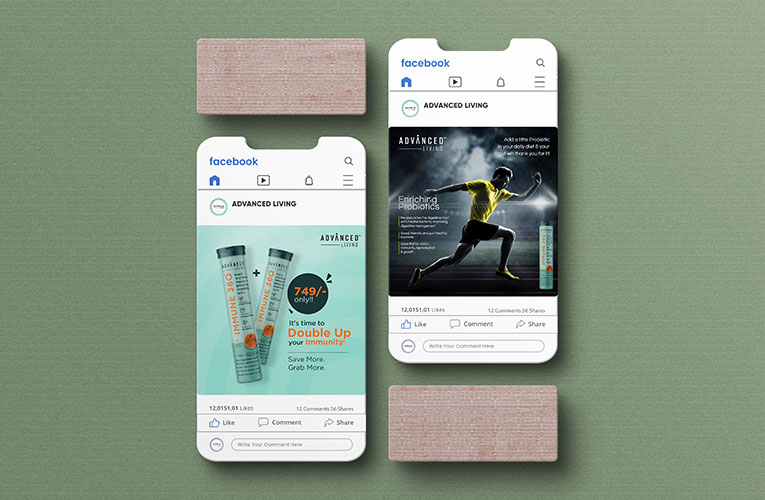 facebook
ADVANCED LIVING
ADVANCED™
LIVING
ADVANCED
IMMUNE 360
+
ADVANCED
IMMUNE 360
749/-
only!!
It's time to
Double Up
your Immunity!
Save More.
Grab More.
12,0151,01 Likes
12 Comments 56 Shares
Like
Comment
Share
Write Your Comment Here
facebook
ADVANCED LIVING
ADVANCED™
LIVING
Add a little Probiotic
in your daily diet & your
gut will thank you for it!
Enriching
Probiotics
12,0151,01 Likes
12 Comments 56 Shares
Like
Comment
Share
Write Your Comment Here